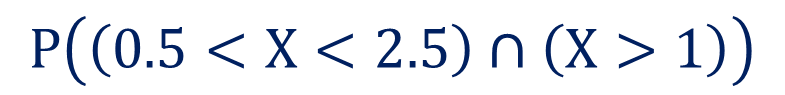 P((0.5 < X < 2.5) ∩ (X > 1))